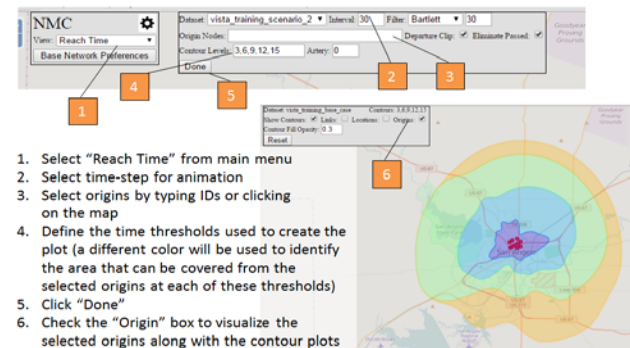 NMC
View: Reach Time
Base Network Preferences
Dataset: vista_training_scenario_2 Interval: 30 Filter: Bartlett 30
Origin Nodes: Departure Clip: Eliminate Passed:
Contour Levels: 3,6,9,12,15 Artery: 0
Done
Goodyear
Proving
Grounds
1
4
5
2
3
Dataset: vista_training_base_case Contours: 3,6,9,12,15
Show Contours: Links: Locations: Origins:
Contour Fill Opacity: 0.3
Reset
6
1. Select “Reach Time” from main menu
2. Select time-step for animation
3. Select origins by typing IDs or clicking
on the map
4. Define the time thresholds used to create the
plot (a different color will be used to identify
the area that can be covered from the
selected origins at each of these thresholds)
5. Click “Done”
6. Check the “Origin” box to visualize the
selected origins along with the contour plots
San Angelo